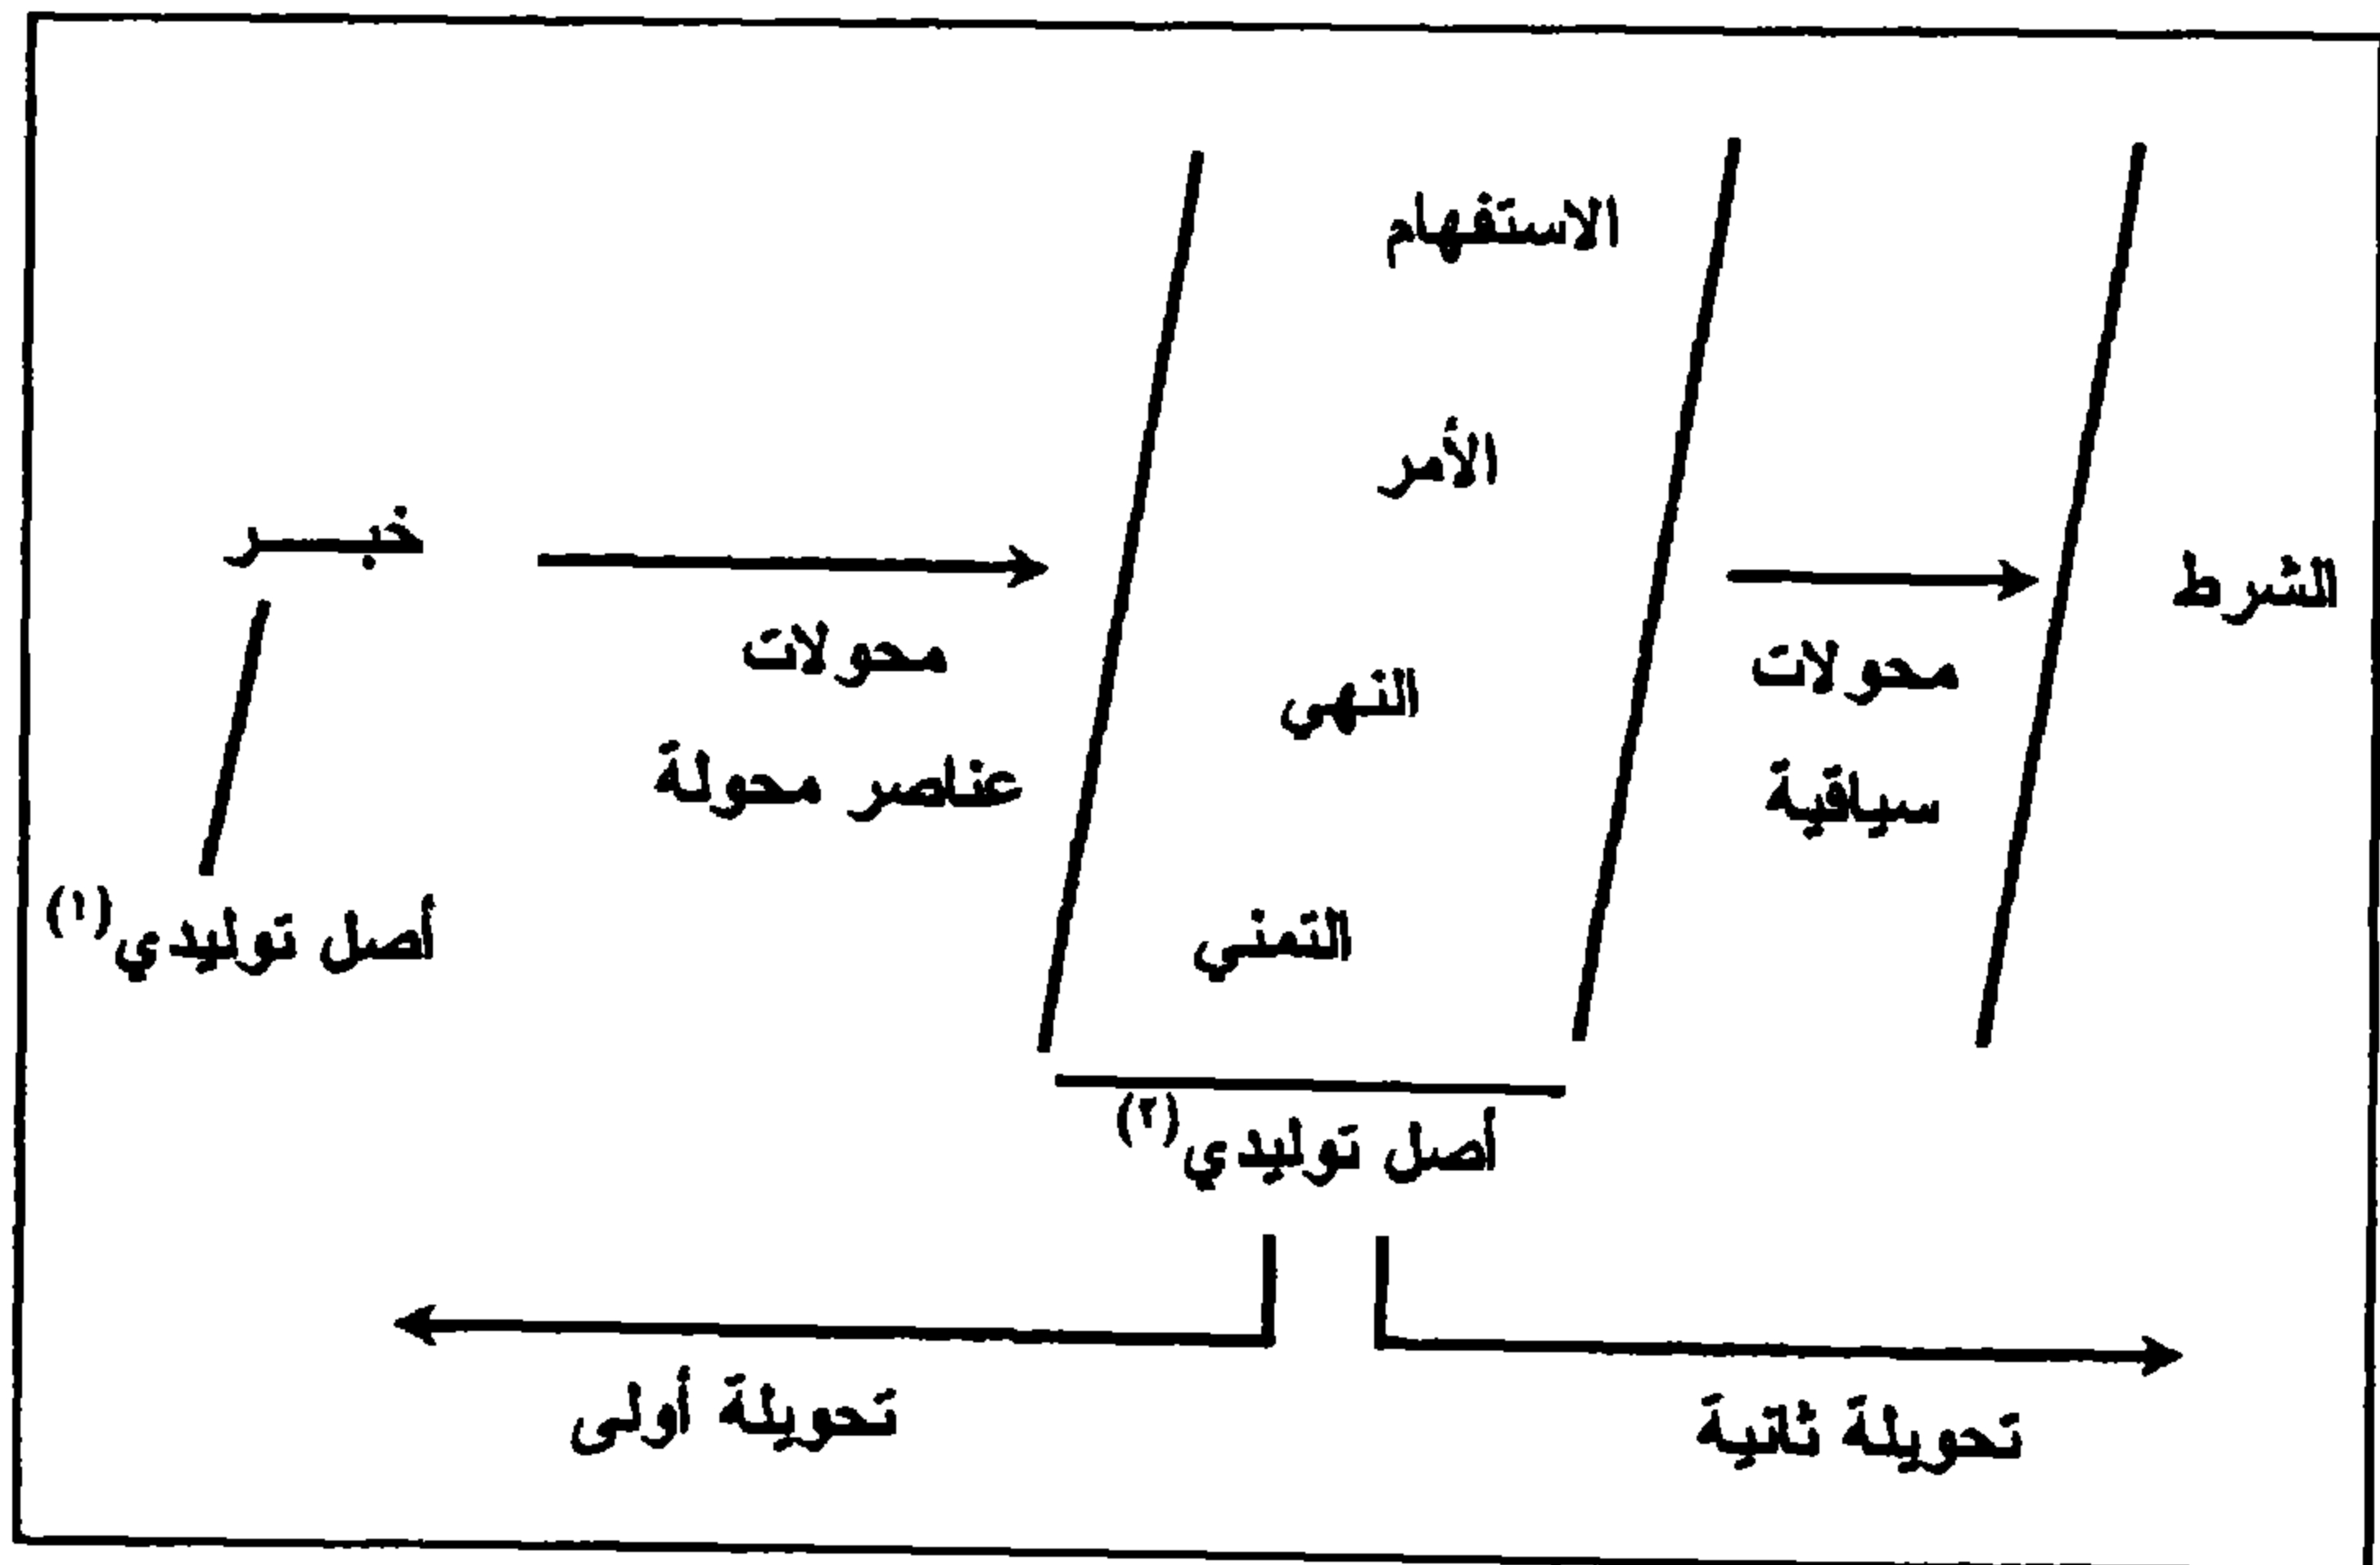 الاستفهام
الأمر
خبـــر
الشرط
محولات
محولات
النهي
عناصر محولة
سياقية
أصل توليدي(١)
التمني
أصل توليدي(٢)
تحويلة أولى
تحويلة ثانية